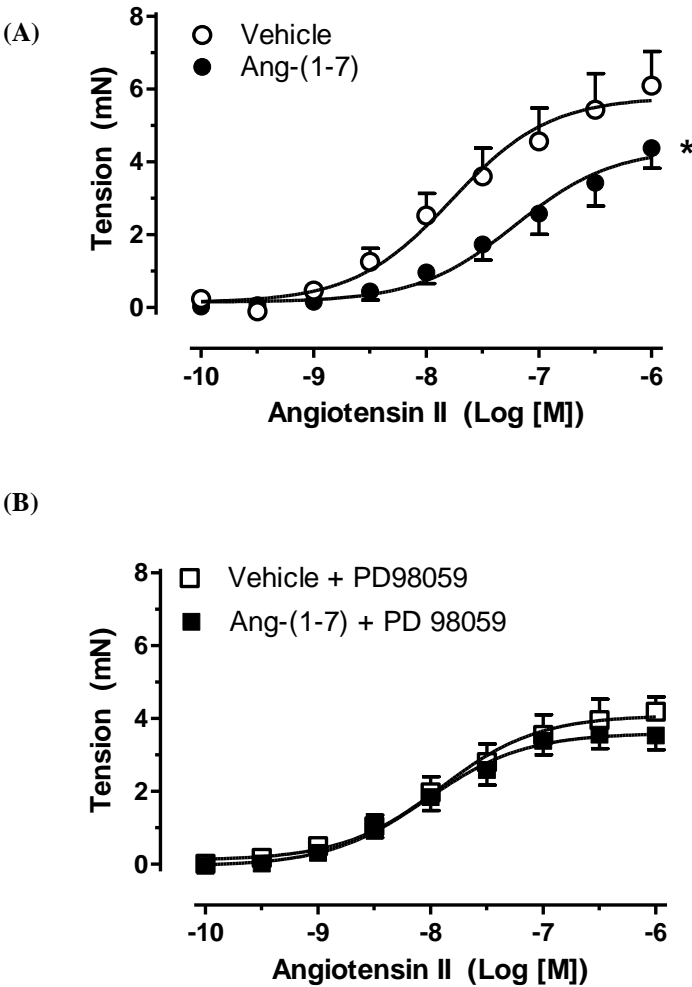 (A)
8
6
4
2
0
Tension (mN)
Vehicle
Ang-(1-7)
*
-10
-9
-8
-7
-6
Angiotensin II (Log [M])
(B)
8
6
4
2
0
Tension (mN)
Vehicle + PD98059
Ang-(1-7) + PD 98059
-10
-9
-8
-7
-6
Angiotensin II (Log [M])